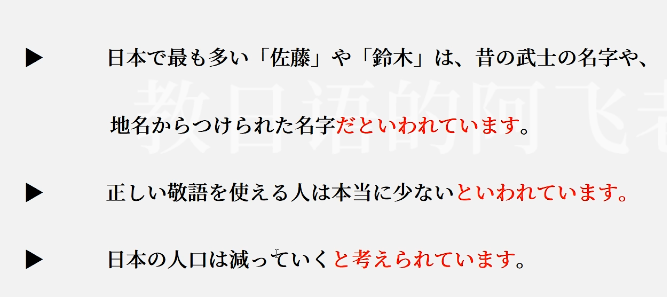 ▶ 日本で最も多い「佐藤」や「鈴木」は、昔の武士の名字や、
地名からつけられた名字だといわれています。
▶ 正しい敬語を使える人は本当に少ないといわれています。
▶ 日本の人口は減っていくと考えられています。
教日语的阿飞老